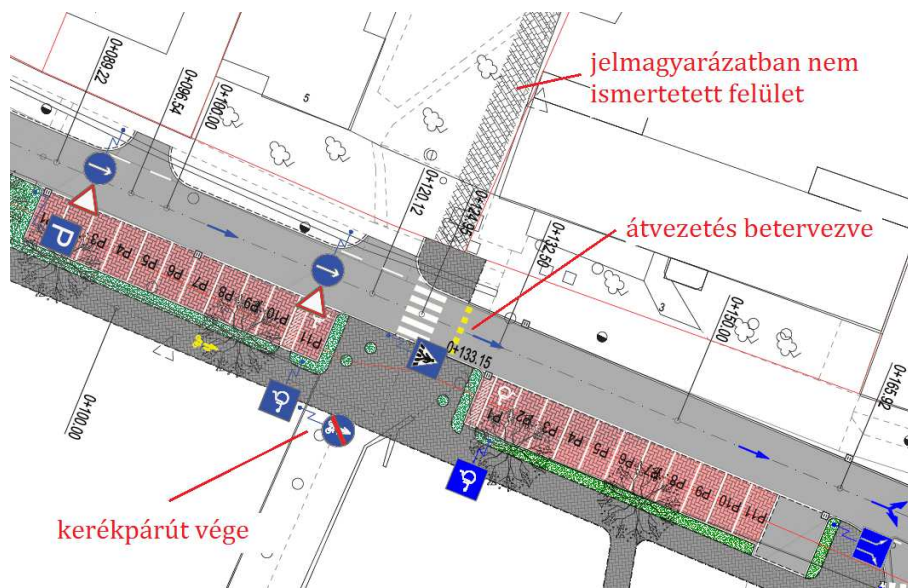 jelmagyarázatban nem
ismertetett felület
0+089.22
0+096.54
0+100.00
5
0+120.12
0+124.95
0+132.50
átvezetés betervezve
3
0+150.00
0+165.92
P
P3
P4
P5
P6
P7
P8
P9
P10
P11
0+133.15
0+100.00
P1
P2
P3
P4
P5
P6
P7
P8
P9
P10
P11
kerékpárút vége